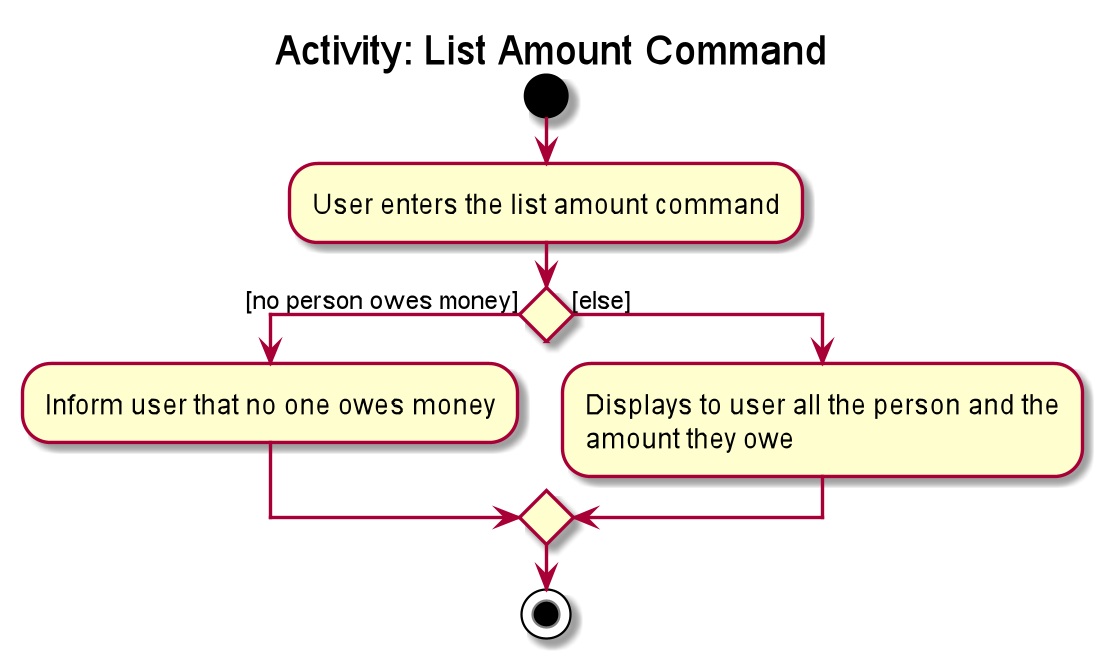 Activity: List Amount Command
User enters the list amount command
[no person owes money]
[else]
Inform user that no one owes money
Displays to user all the person and the
amount they owe